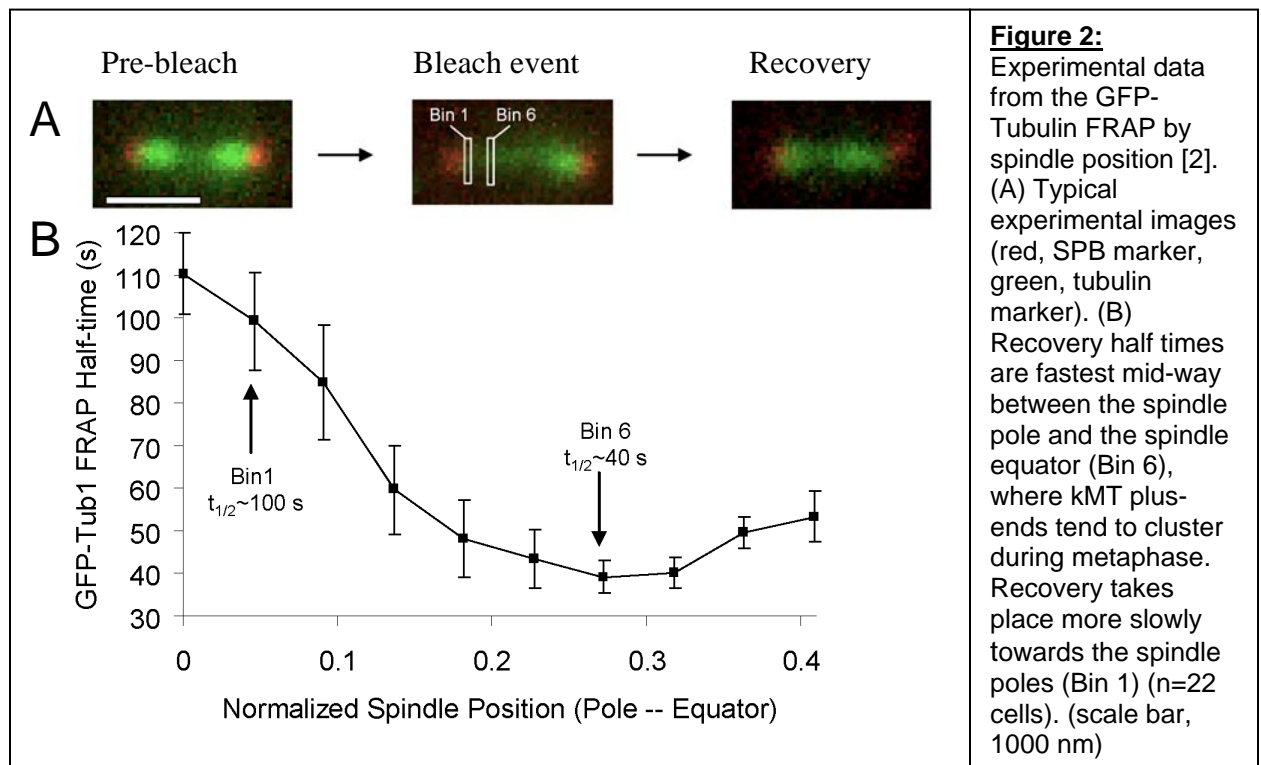 Pre-bleach
Bleach event
Recovery
A
Bin 1
Bin 6
B
GFP-Tub1 FRAP Half-time (s)
120
110
100
90
80
70
60
50
40
30
Bin1
t1/2~100 s
Bin 6
t1/2~40 s
0
0.1
0.2
0.3
0.4
Normalized Spindle Position (Pole -- Equator)
Figure 2:
Experimental data
from the GFP-
Tubulin FRAP by
spindle position [2].
(A) Typical
experimental images
(red, SPB marker,
green, tubulin
marker). (B)
Recovery half times
are fastest mid-way
between the spindle
pole and the spindle
equator (Bin 6),
where kMT plus-
ends tend to cluster
during metaphase.
Recovery takes
place more slowly
towards the spindle
poles (Bin 1) (n=22
cells). (scale bar,
1000 nm)